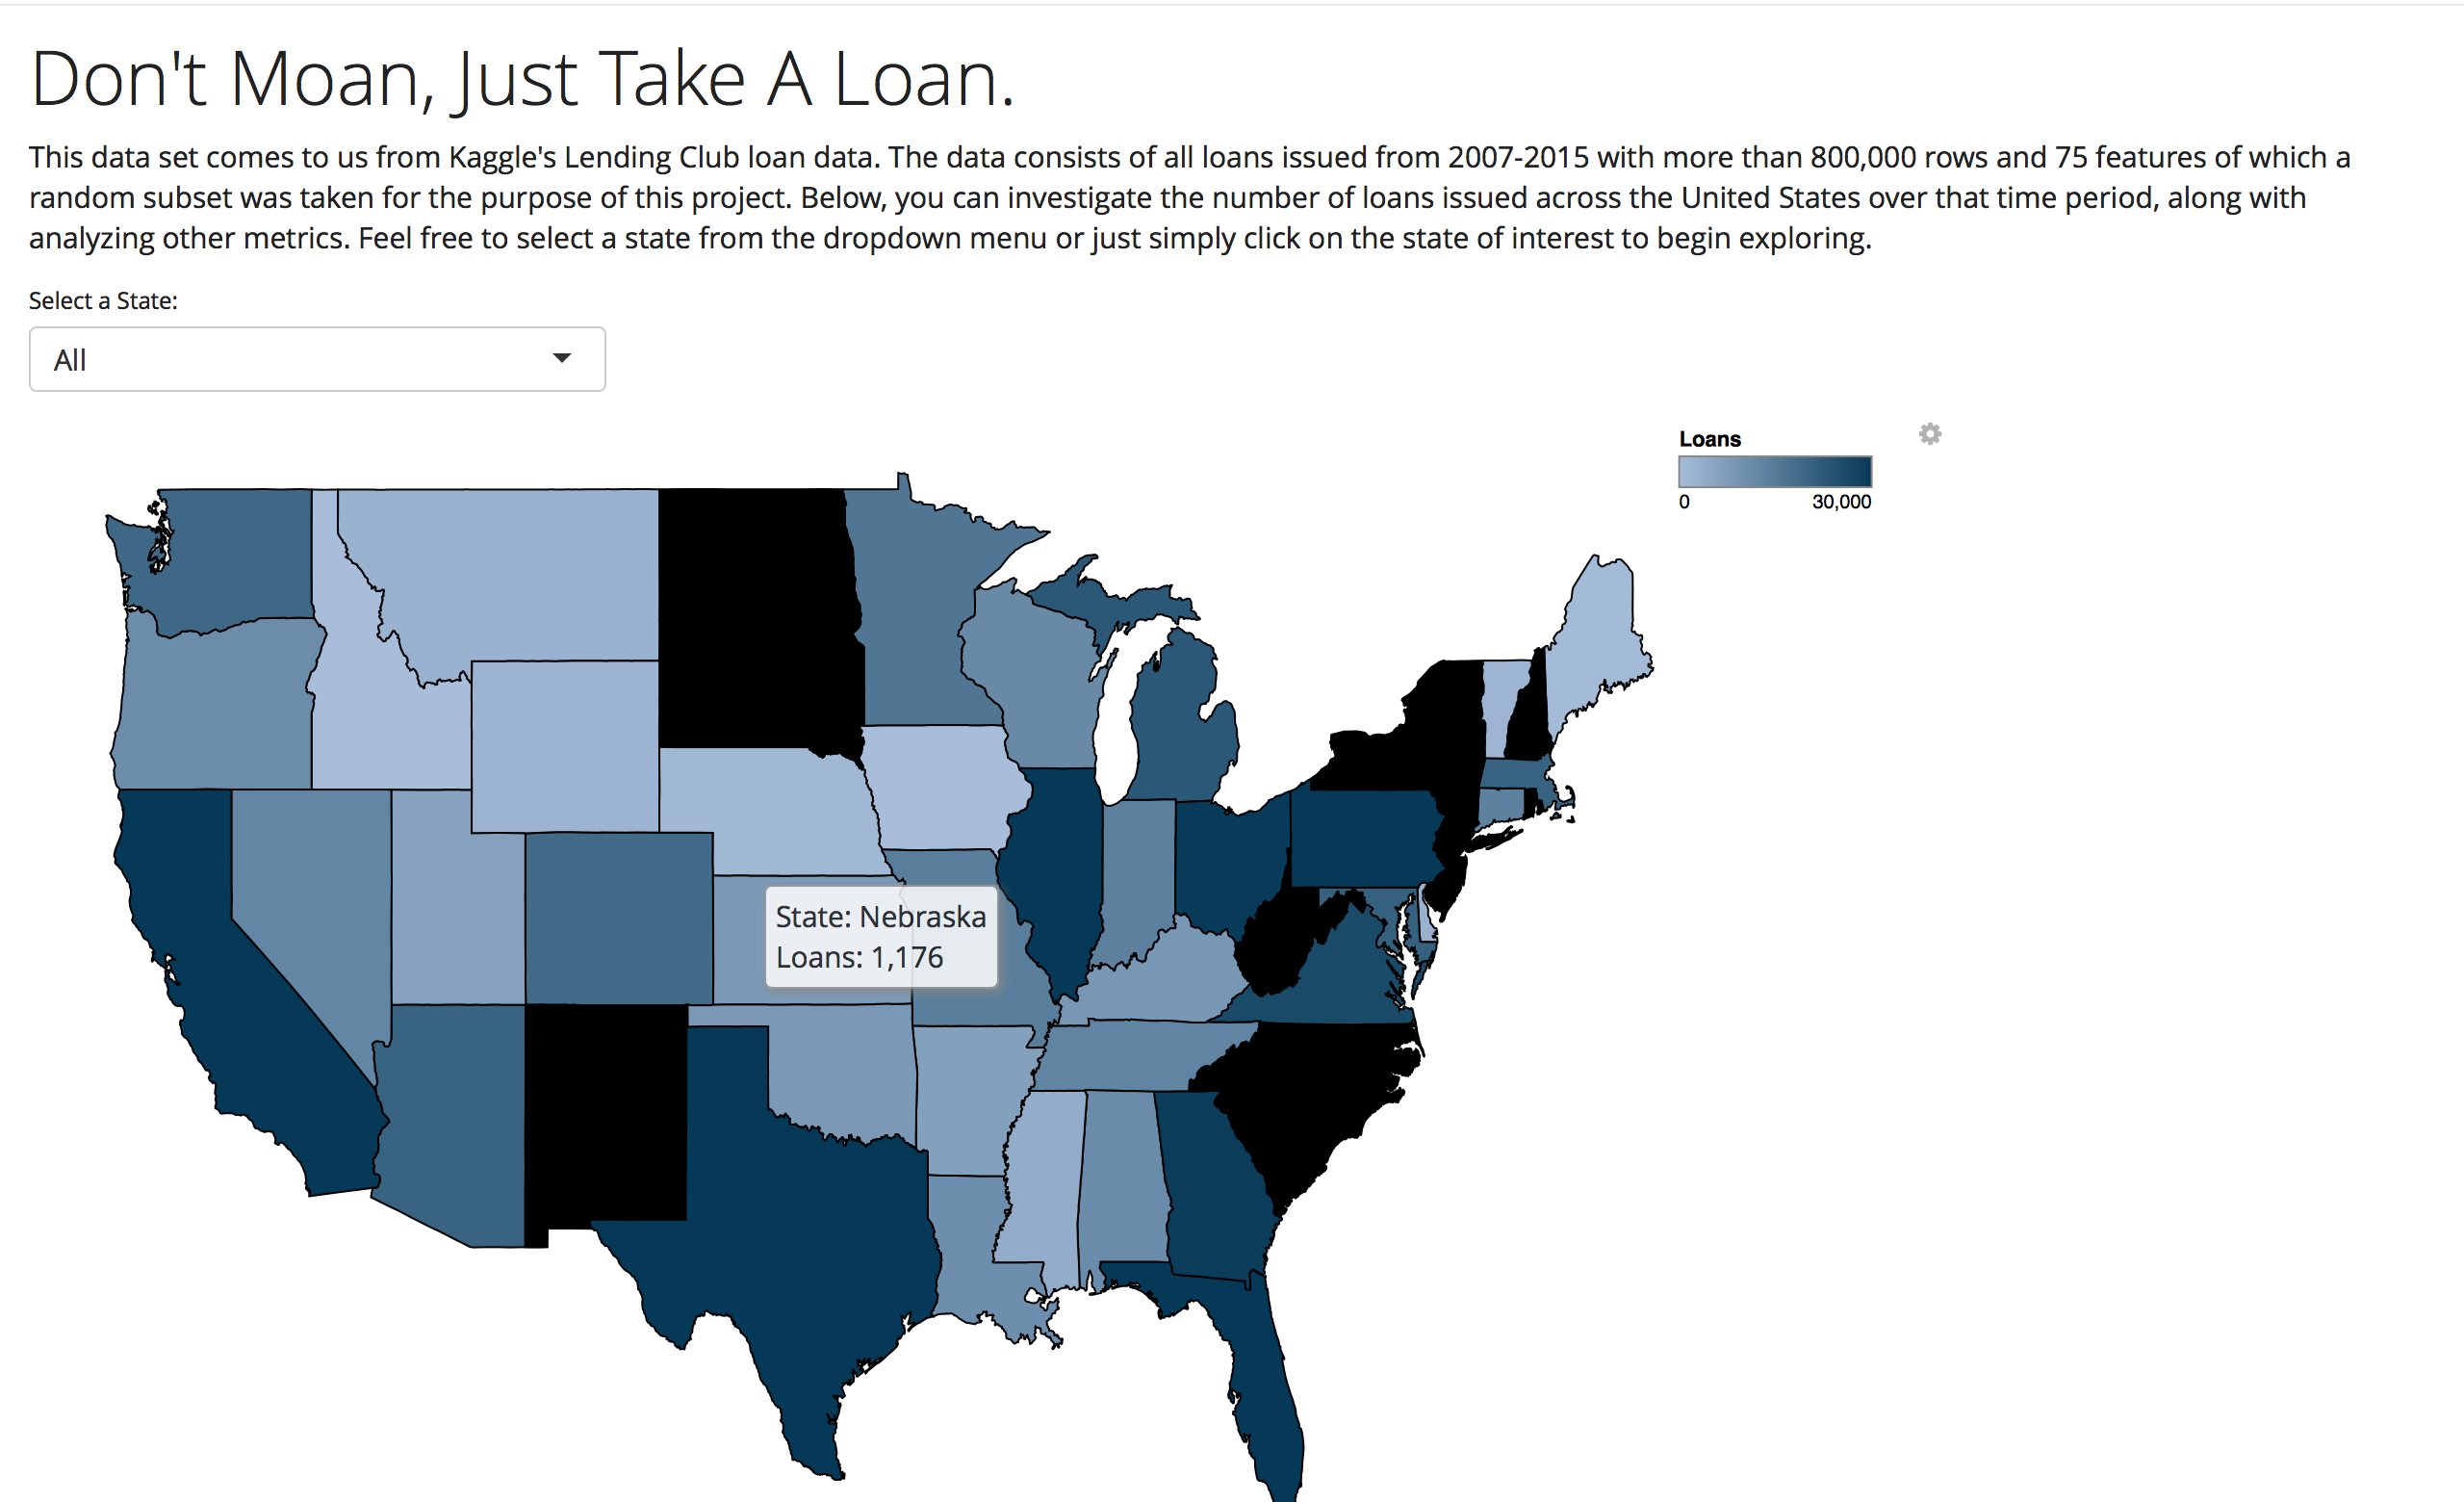 Don't Moan, Just Take A Loan.
This data set comes to us from Kaggle's Lending Club loan data. The data consists of all loans issued from 2007-2015 with more than 800,000 rows and 75 features of which a
random subset was taken for the purpose of this project. Below, you can investigate the number of loans issued across the United States over that time period, along with
analyzing other metrics. Feel free to select a state from the dropdown menu or just simply click on the state of interest to begin exploring.
Select a State:
All
Loans
0 30,000
State: Nebraska
Loans: 1,176